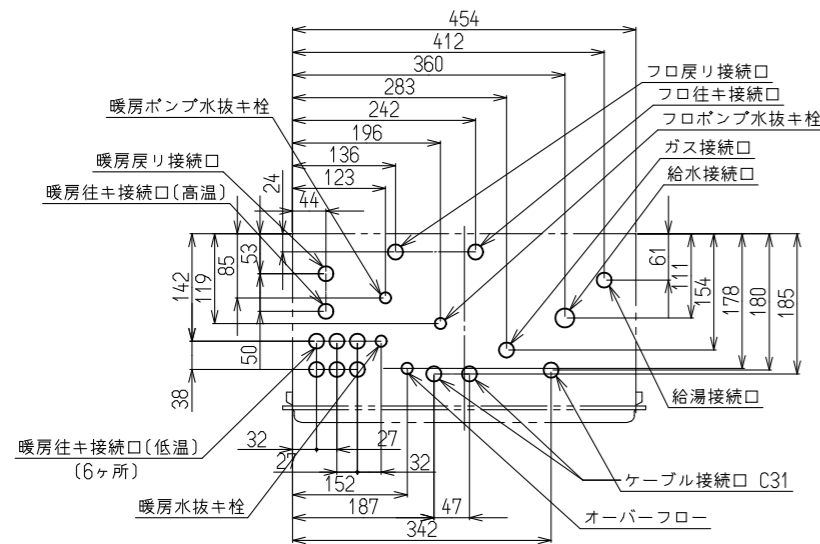 454
412
360
283
242
196
136
123
44
24
フロ戻リ接続口
フロ往キ接続口
フロポンプ水抜キ栓
ガス接続口
給水接続口
暖房ポンプ水抜キ栓
暖房戻リ接続口
暖房往キ接続口(高温)
142
119
85
53
50
38
61
111
154
178
180
185
給湯接続口
暖房往キ接続口(低温)
(6ヶ所)
暖房水抜キ栓
32
27
27
32
152
187
47
342
ケーブル接続口 C31
オーバーフロー